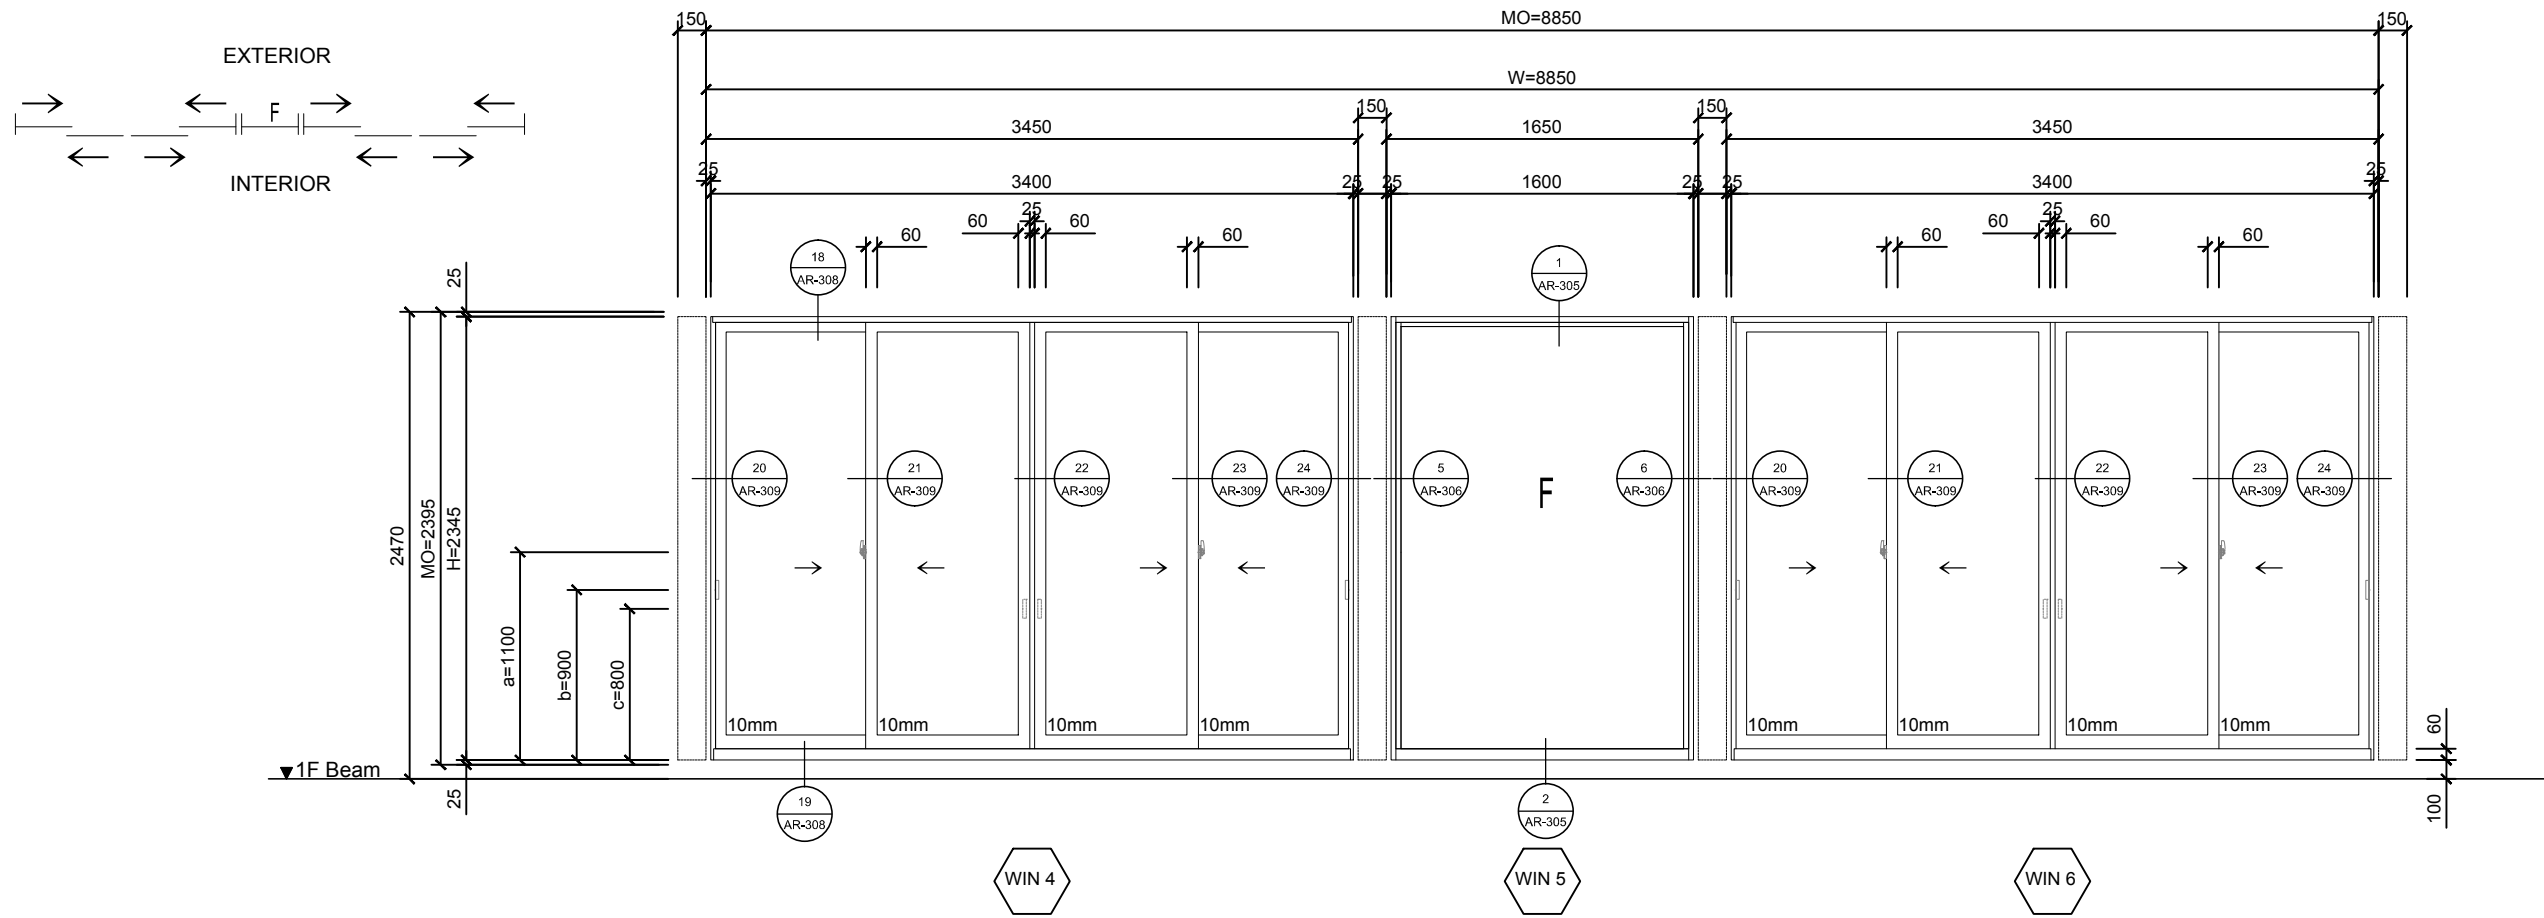 150
MO=8850
150
EXTERIOR
W=8850
F
150
150
3450
1650
3450
INTERIOR
25
3400
25
25
1600
25
25
3400
25
60
60
25
60
60
60
60
25
60
60
25
18
AR-308
1
AR-305
20
AR-309
21
AR-309
22
AR-309
23
AR-309
24
AR-309
5
AR-306
F
6
AR-306
20
AR-309
21
AR-309
22
AR-309
23
AR-309
24
AR-309
2470
MO=2395
H=2345
a=1100
b=900
c=800
10mm
10mm
10mm
10mm
10mm
10mm
10mm
10mm
60
1F Beam
25
100
19
AR-308
2
AR-305
WIN 4
WIN 5
WIN 6